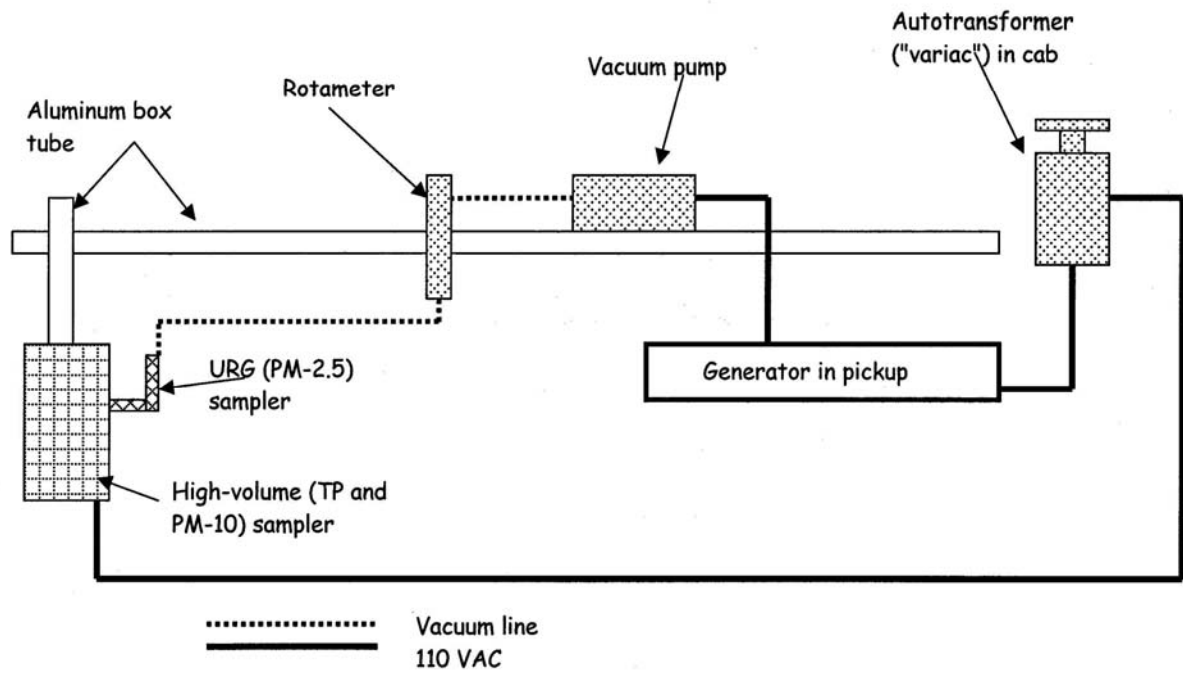 Autotransformer
("variac") in cab
Vacuum pump
Rotameter
Aluminum box
tube
URG (PM-2.5)
sampler
Generator in pickup
High-volume (TP and
PM-10) sampler
Vacuum line
110 VAC